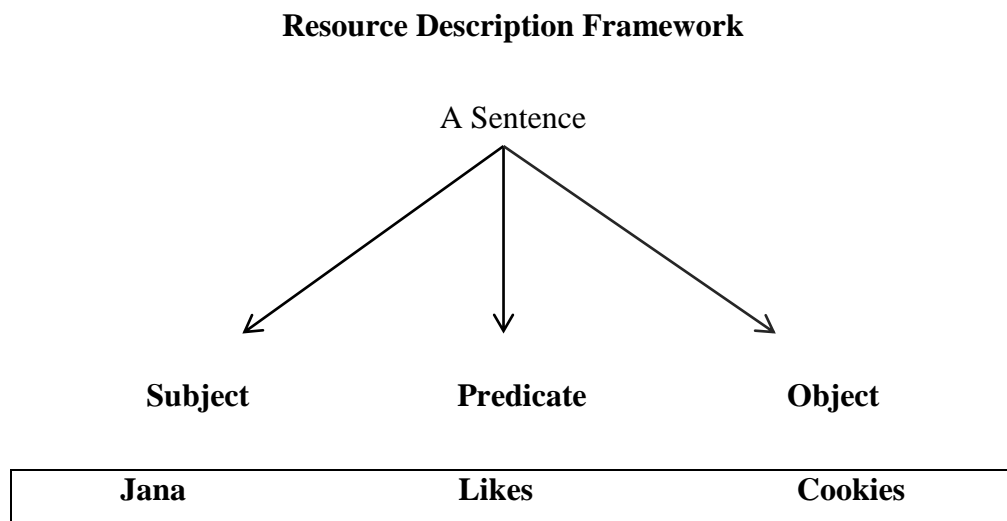 Resource Description Framework
A Sentence
Subject Predicate Object
Jana Likes Cookies